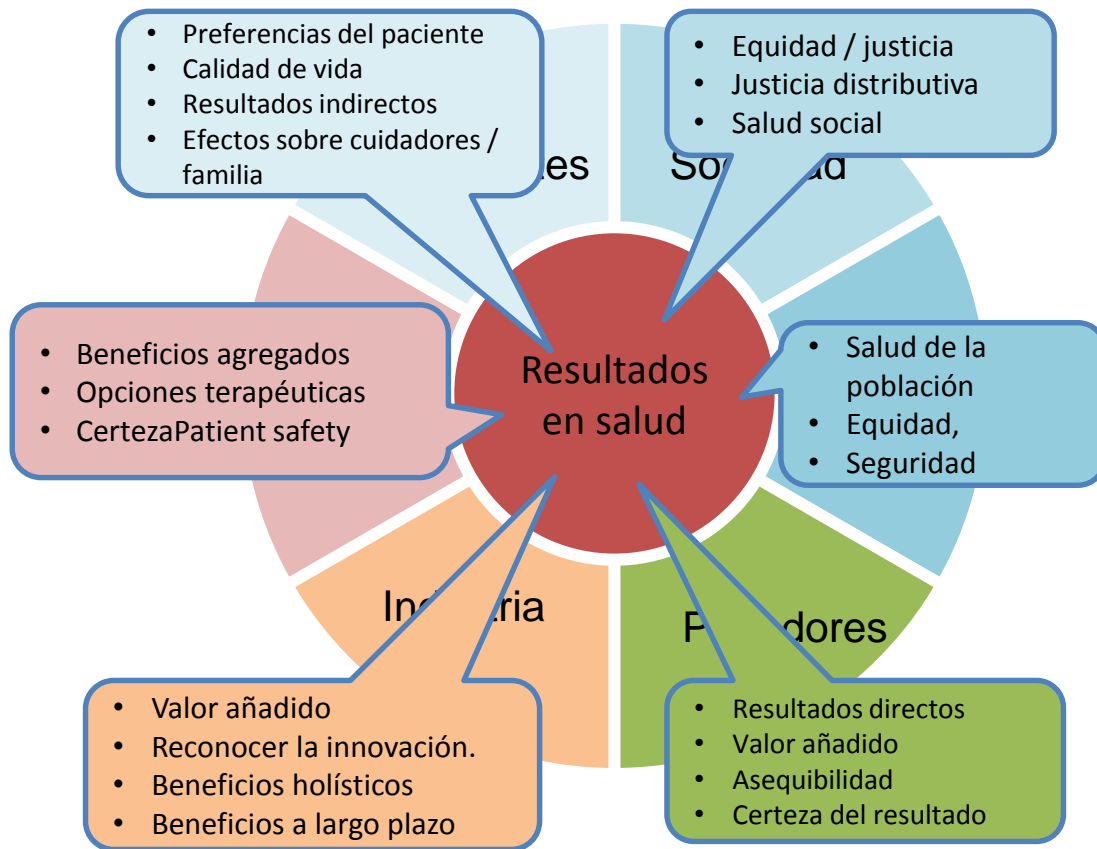 • Preferencias del paciente
• Calidad de vida
• Resultados indirectos
• Efectos sobre cuidadores /
familia
• Equidad / justicia
• Justicia distributiva
• Salud social
• Beneficios agregados
• Opciones terapéuticas
• CertezaPatient safety
Resultados
en salud
• Salud de la
población
• Equidad,
• Seguridad
• Valor añadido
• Reconocer la innovación.
• Beneficios holísticos
• Beneficios a largo plazo
• Resultados directos
• Valor añadido
• Asequibilidad
• Certeza del resultado